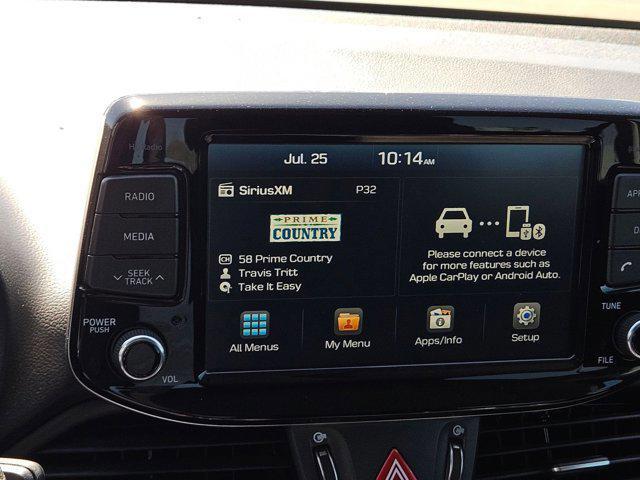 HD Radio
RADIO
MEDIA
SEEK
TRACK
POWER
PUSH
VOL
Jul. 25 10:14 AM
SiriusXM P32
PRIME
COUNTRY
CH 58 Prime Country
Travis Tritt
Take It Easy
Please connect a device
for more features such as
Apple CarPlay or Android Auto.
All Menus My Menu Apps/Info Setup
TUNE
FILE